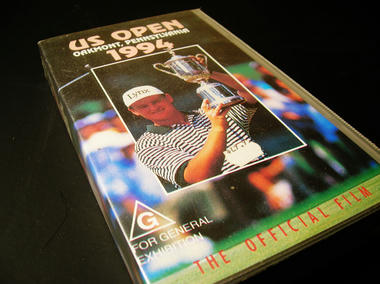 US OPEN
OAKMONT, PENNSYLVANIA
1994
Lynx
G
FOR GENERAL
EXHIBITION
THE OFFICIAL FILM